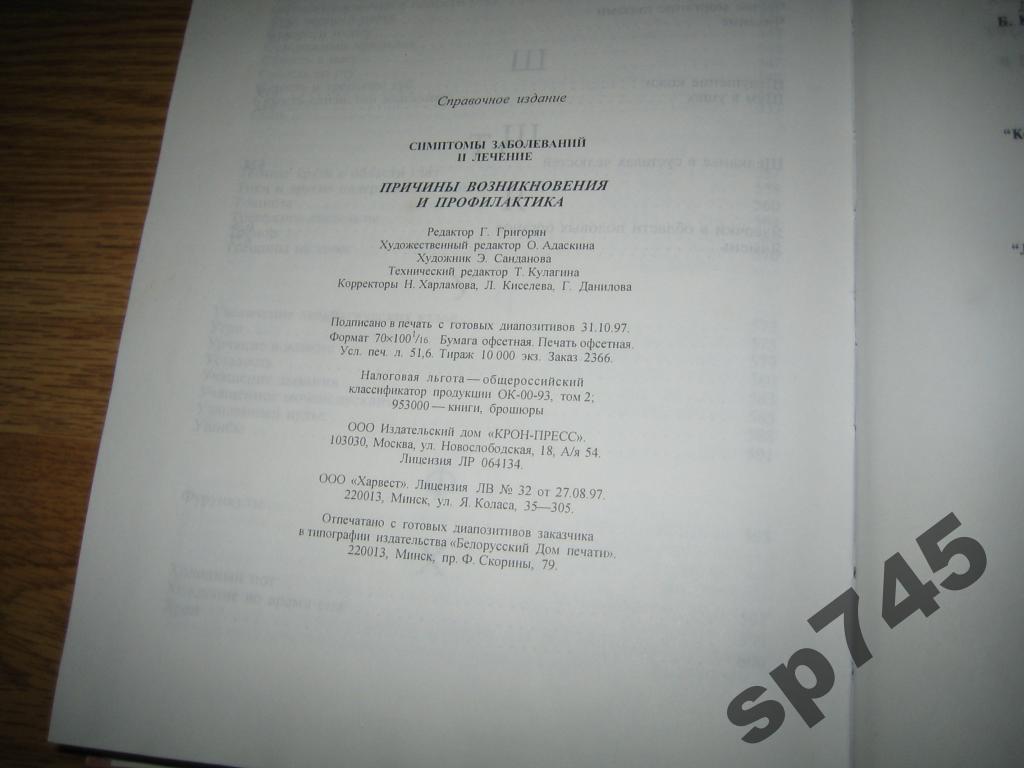 Справочное издание
СИМПТОМЫ ЗАБОЛЕВАНИЙ
И ЛЕЧЕНИЕ
ПРИЧИНЫ ВОЗНИКНОВЕНИЯ
И ПРОФИЛАКТИКА
Редактор Г. Григорян
Художественный редактор О. Адаскина
Художник Э. Санданова
Технический редактор Т. Кулагина
Корректоры Н. Харламова, Л. Киселева, Г. Данилова
Подписано в печать с готовых диапозитивов 31.10.97.
Формат 70×100 1/16. Бумага офсетная. Печать офсетная.
Усл. печ. л. 51,6. Тираж 10 000 экз. Заказ 2366.
Налоговая льгота — общероссийский
классификатор продукции ОК-00-93, том 2;
953000 — книги, брошюры
ООО Издательский дом «КРОН-ПРЕСС».
103030, Москва, ул. Новослободская, 18, А/я 54.
Лицензия ЛР 064134.
ООО «Харвест». Лицензия ЛВ № 32 от 27.08.97.
220013, Минск, ул. Я. Коласа, 35—305.
Отпечатано с готовых диапозитивов заказчика
в типографии издательства «Белорусский Дом печати».
220013, Минск, пр. Ф. Скорины, 79.
sp745